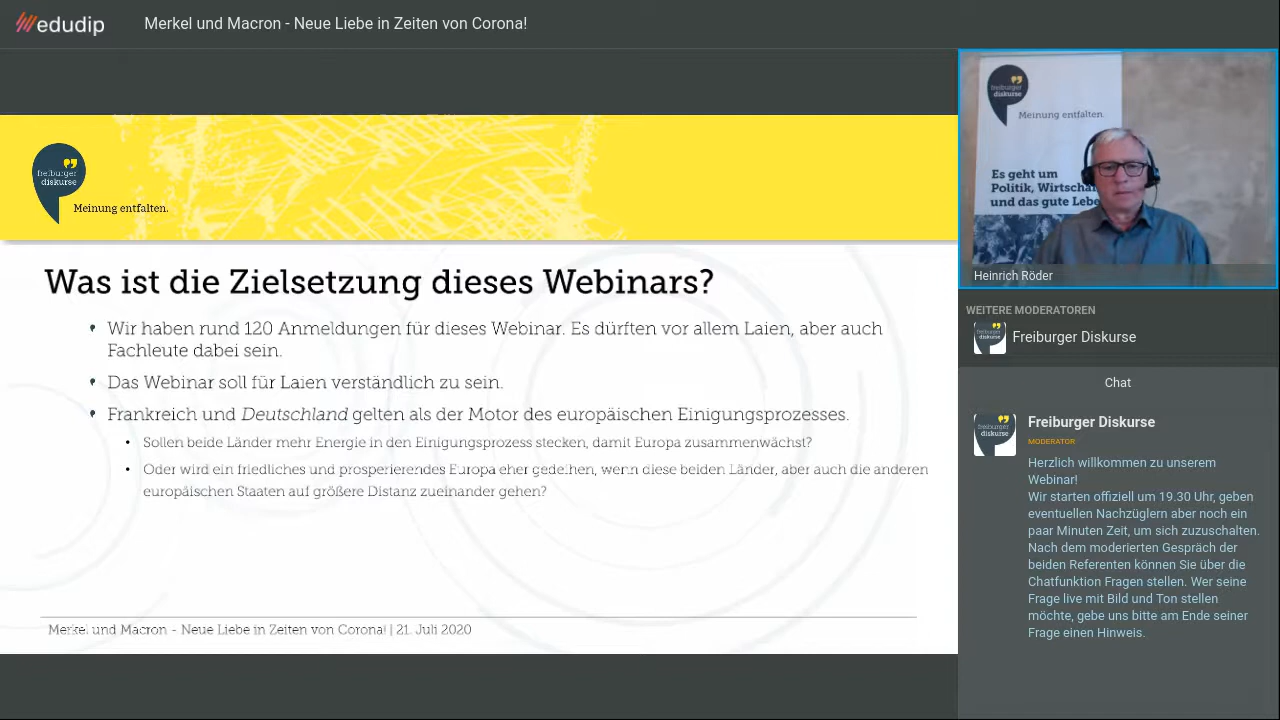 edudip
Merkel und Macron - Neue Liebe in Zeiten von Corona!
freiburger
diskurse
Meinung entfalten.
Was ist die Zielsetzung dieses Webinars?
Wir haben rund 120 Anmeldungen für dieses Webinar. Es dürften vor allem Laien, aber auch
Fachleute dabei sein.
Das Webinar soll für Laien verständlich zu sein.
Frankreich und Deutschland gelten als der Motor des europäischen Einigungsprozesses.
Sollen beide Länder mehr Energie in den Einigungsprozess stecken, damit Europa zusammenwächst?
Oder wird ein friedliches und prosperierendes Europa eher gedeihen, wenn diese beiden Länder, aber auch die anderen
europäischen Staaten auf größere Distanz zueinander gehen?
Merkel und Macron - Neue Liebe in Zeiten von Corona! | 21. Juli 2020
freiburger
diskurse
Meinung entfalten.
Es geht um
Politik, Wirtscha
und das gute Lebe
Heinrich Röder
WEITERE MODERATOREN
freiburger
diskurse
Freiburger Diskurse
Chat
freiburger
diskurse
Freiburger Diskurse
MODERATOR
Herzlich willkommen zu unserem
Webinar!
Wir starten offiziell um 19.30 Uhr, geben
eventuellen Nachzüglern aber noch ein
paar Minuten Zeit, um sich zuzuschalten.
Nach dem moderierten Gespräch der
beiden Referenten können Sie über die
Chatfunktion Fragen stellen. Wer seine
Frage live mit Bild und Ton stellen
möchte, gebe uns bitte am Ende seiner
Frage einen Hinweis.